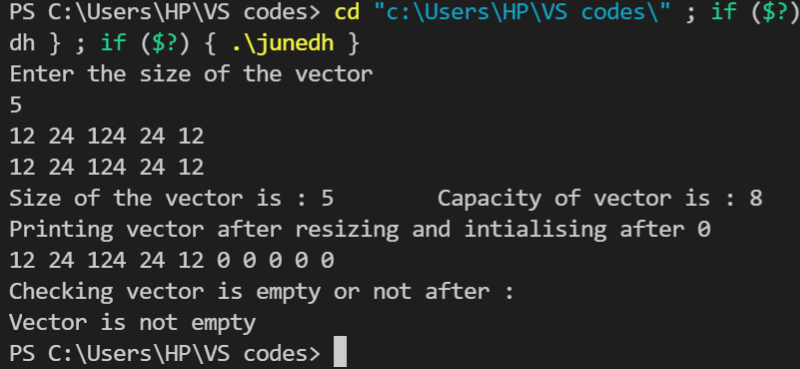 PS C:\Users\HP\VS codes> cd "c:\Users\HP\VS codes\" ; if ($?)
dh } ; if ($?) { .\junedh }
Enter the size of the vector
5
12 24 124 24 12
12 24 124 24 12
Size of the vector is : 5 Capacity of vector is : 8
Printing vector after resizing and intialising after 0
12 24 124 24 12 0 0 0 0 0
Checking vector is empty or not after :
Vector is not empty
PS C:\Users\HP\VS codes>